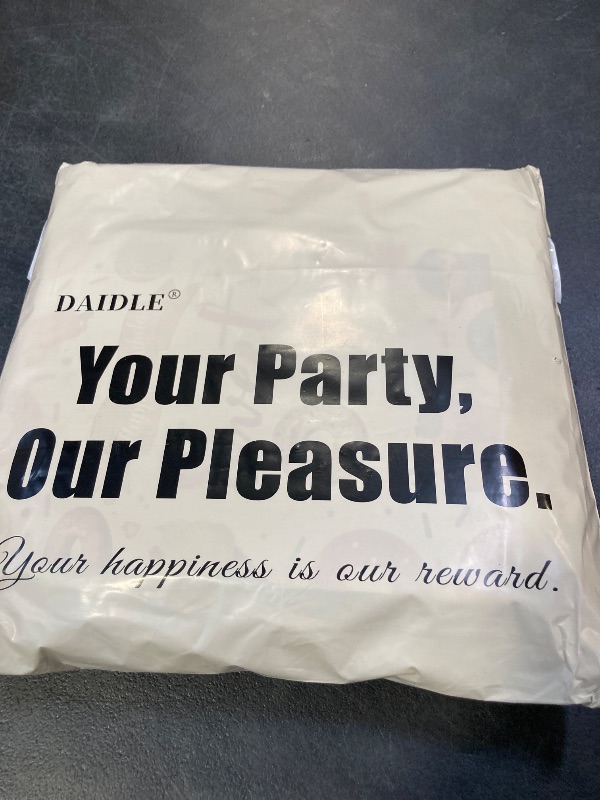 DAIDLE®
Your Party,
Our Pleasure.
Your happiness is our reward.